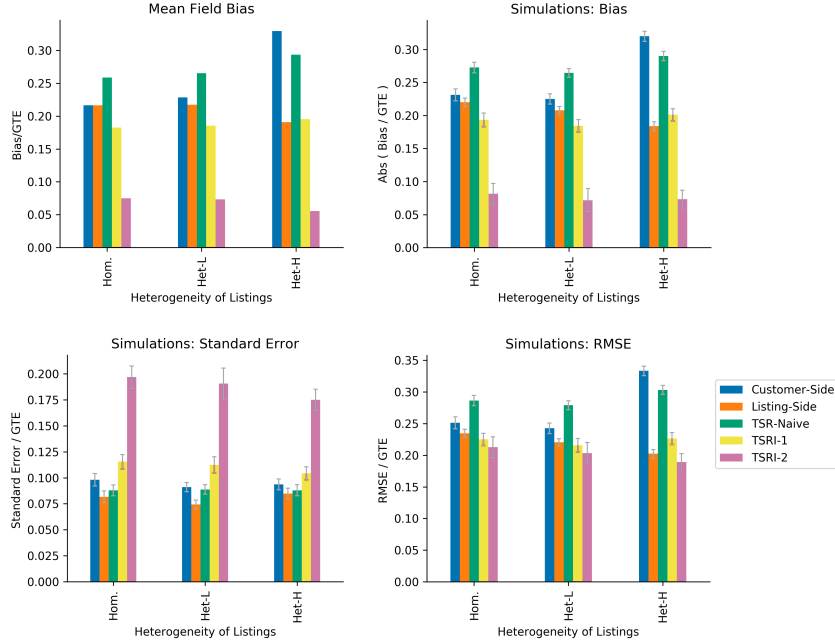 Mean Field Bias
Bias/GTE
0.30
0.25
0.20
0.15
0.10
0.05
0.00
Hom.
Het-L
Het-H
Heterogeneity of Listings
Simulations: Bias
Abs ( Bias / GTE )
0.30
0.25
0.20
0.15
0.10
0.05
0.00
Hom.
Het-L
Het-H
Heterogeneity of Listings
Simulations: Standard Error
Standard Error / GTE
0.200
0.175
0.150
0.125
0.100
0.075
0.050
0.025
0.000
Hom.
Het-L
Het-H
Heterogeneity of Listings
Simulations: RMSE
RMSE / GTE
0.35
0.30
0.25
0.20
0.15
0.10
0.05
0.00
Hom.
Het-L
Het-H
Heterogeneity of Listings
Customer-Side
Listing-Side
TSR-Naive
TSRI-1
TSRI-2